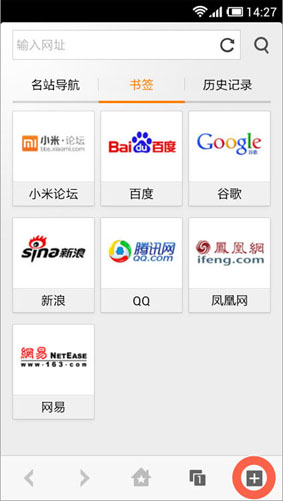 14:27
输入网址
名站导航 书签 历史记录
小米·论坛
bbs.xiaomi.com
Bai百度
Google
谷歌
小米论坛 百度 谷歌
sina新浪
腾讯网
QQ.com
鳳凰網
ifeng.com
新浪 QQ 凤凰网
網易 NETEASE
www·163·com
网易
1